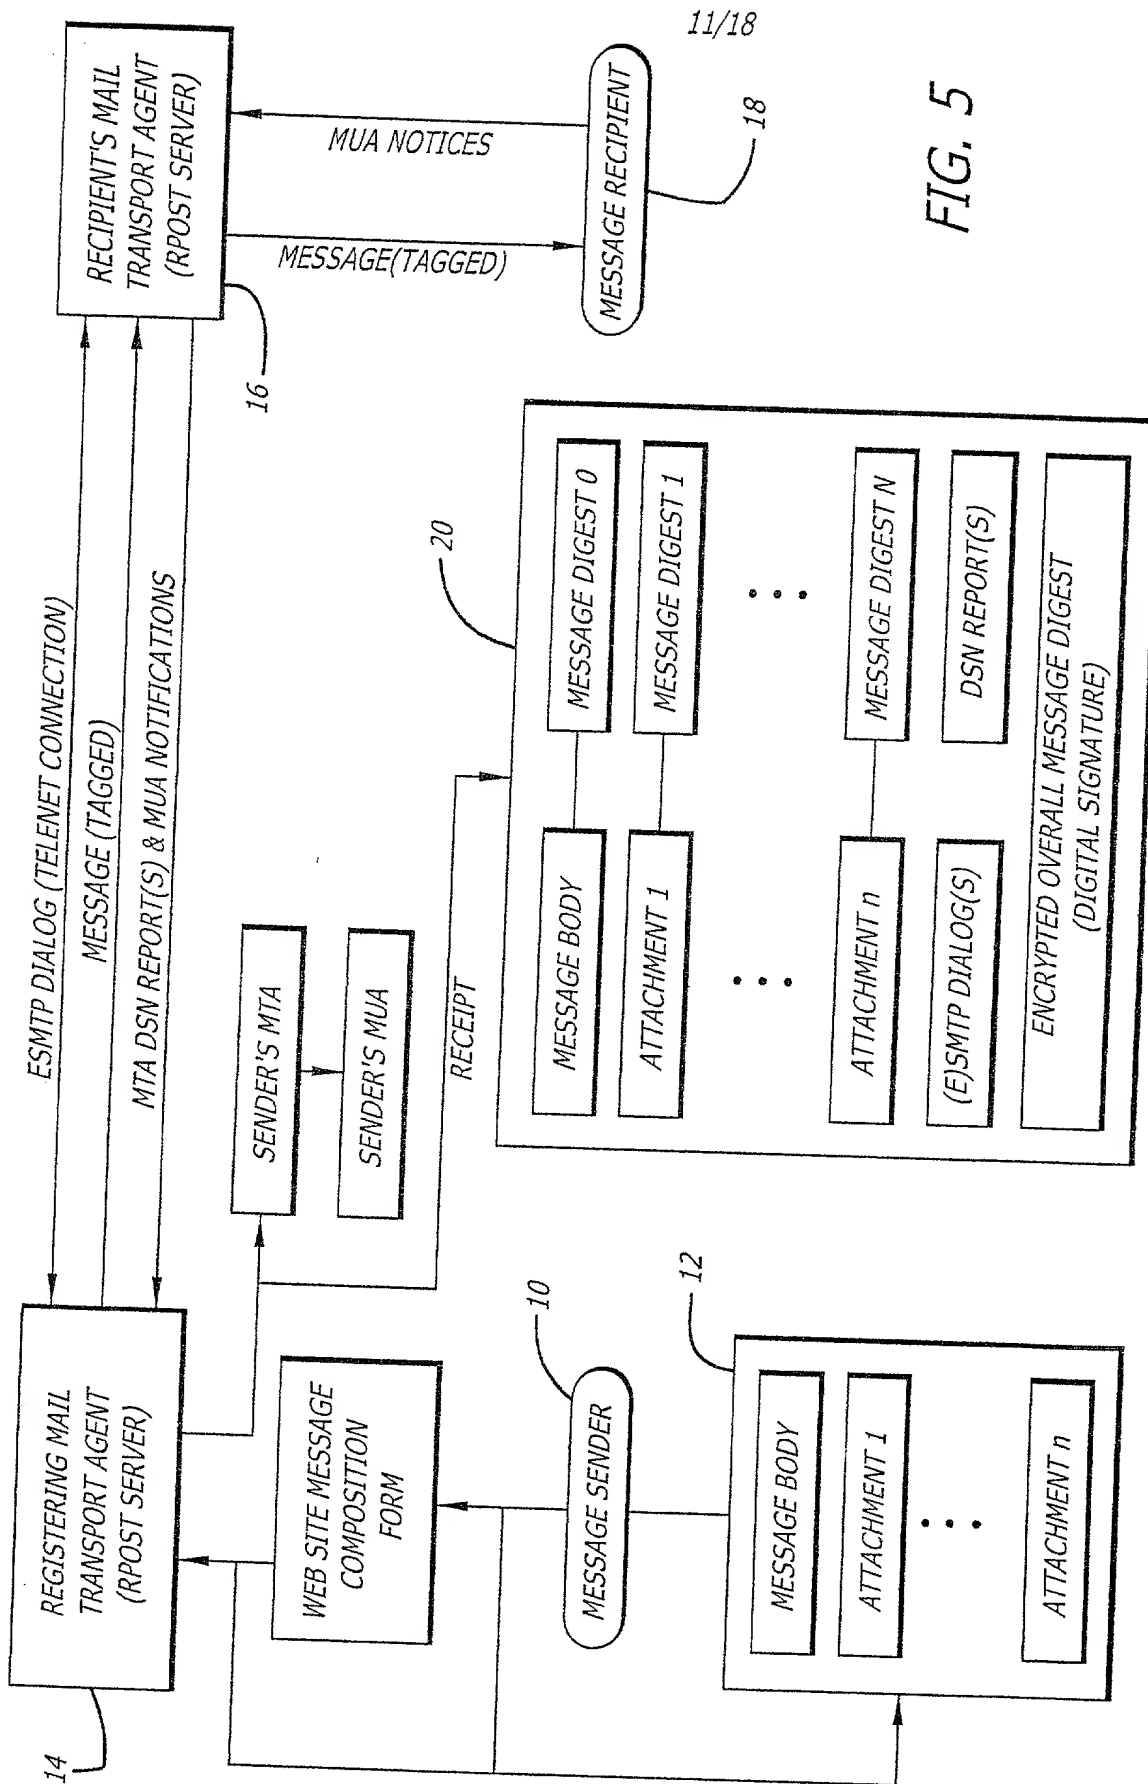 11/18
14
REGISTERING MAIL
TRANSPORT AGENT
(RPOST SERVER)
ESMTP DIALOG (TELENET CONNECTION)
MESSAGE (TAGGED)
MTA DSN REPORT(S) & MUA NOTIFICATIONS
RECIPIENT'S MAIL
TRANSPORT AGENT
(RPOST SERVER)
16
MESSAGE(TAGGED)
MUA NOTICES
MESSAGE RECIPIENT
18
WEB SITE MESSAGE
COMPOSITION
FORM
SENDER'S MTA
SENDER'S MUA
RECEIPT
10
MESSAGE SENDER
12
MESSAGE BODY
ATTACHMENT 1
ATTACHMENT n
20
MESSAGE BODY
MESSAGE DIGEST 0
ATTACHMENT 1
MESSAGE DIGEST 1
ATTACHMENT n
MESSAGE DIGEST N
(E)SMTP DIALOG(S)
DSN REPORT(S)
ENCRYPTED OVERALL MESSAGE DIGEST
(DIGITAL SIGNATURE)
FIG. 5